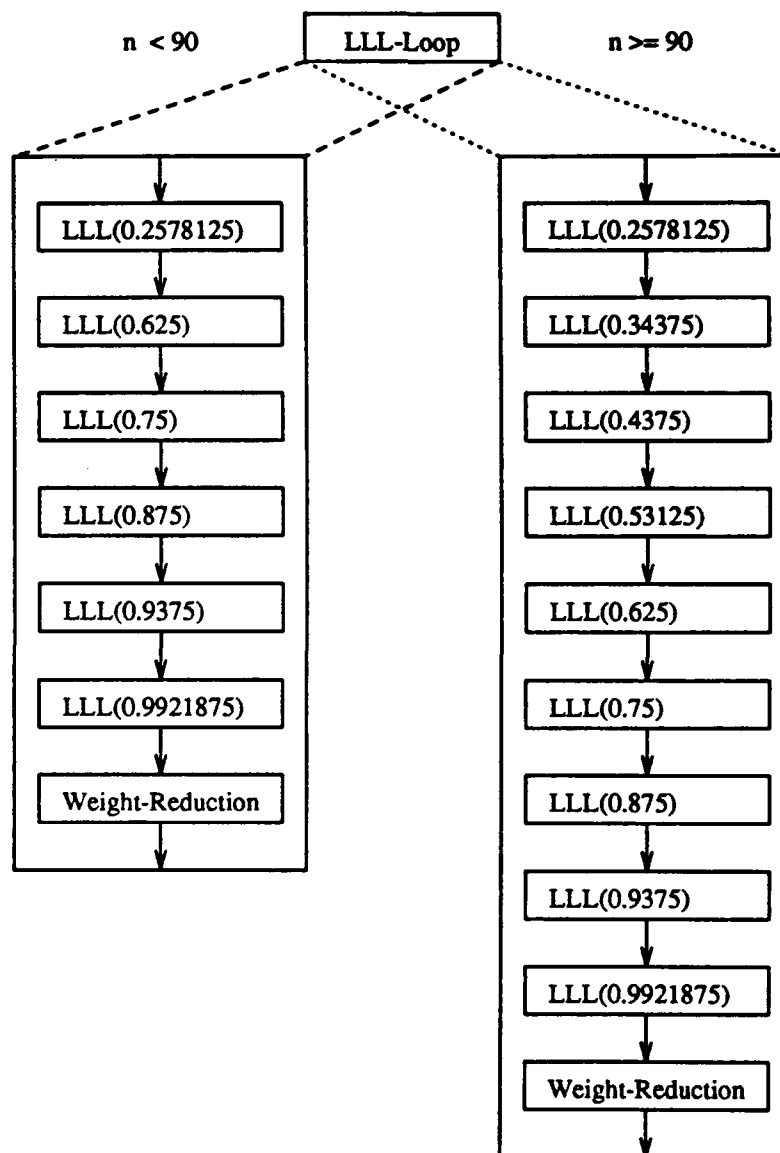 n < 90
LLL-Loop
n >= 90
LLL(0.2578125)
LLL(0.625)
LLL(0.75)
LLL(0.875)
LLL(0.9375)
LLL(0.9921875)
Weight-Reduction
LLL(0.2578125)
LLL(0.34375)
LLL(0.4375)
LLL(0.53125)
LLL(0.625)
LLL(0.75)
LLL(0.875)
LLL(0.9375)
LLL(0.9921875)
Weight-Reduction